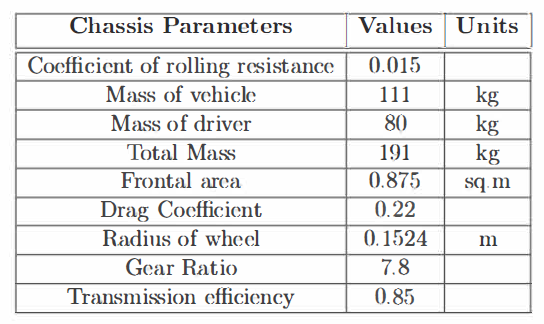 Chassis Parameters Values Units
Coefficient of rolling resistance 0.015
Mass of vehicle 111 kg
Mass of driver 80 kg
Total Mass 191 kg
Frontal area 0.875 sq.m
Drag Coefficient 0.22
Radius of wheel 0.1524 m
Gear Ratio 7.8
Transmission efficiency 0.85